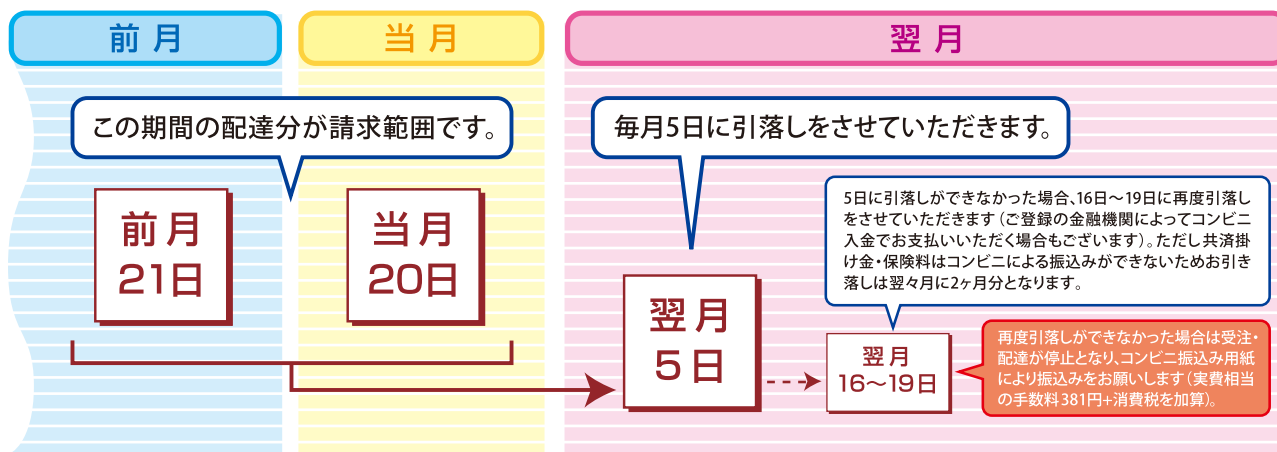 前月
当月
翌月
この期間の配達分が請求範囲です。
毎月5日に引落しをさせていただきます。
前月
21日
当月
20日
翌月
5日
5日に引落しができなかった場合、16日〜19日に再度引落し
をさせていただきます（ご登録の金融機関によってコンビニ
入金でお支払いいただく場合もございます）。ただし共済掛
け金・保険料はコンビニによる振込みができないためお引き
落しは翌々月に2ヶ月分となります。
翌月
16〜19日
再度引落しができなかった場合は受注・
配達が停止となり、コンビニ振込み用紙
により振込みをお願いします（実費相当
の手数料381円+消費税を加算）。